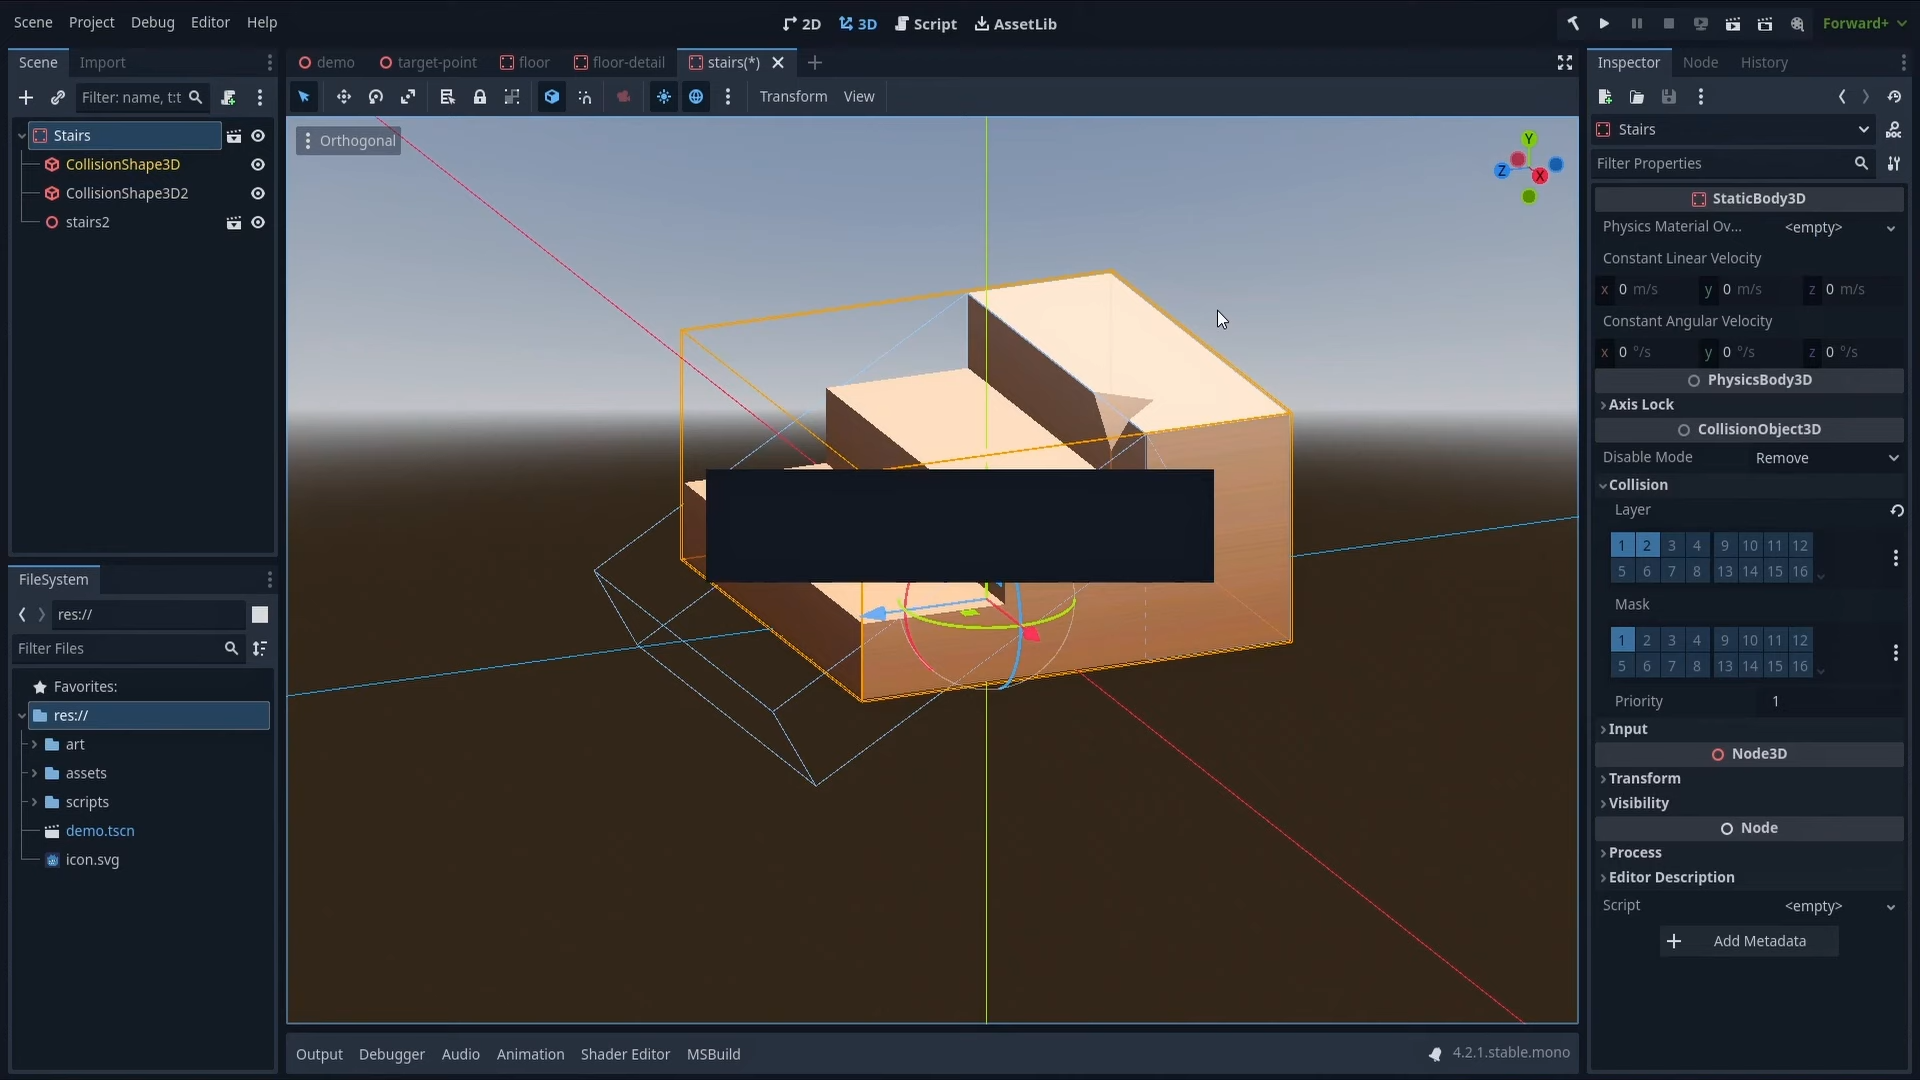 Scene Project Debug Editor Help
2D 3D Script AssetLib
Forward+
Scene Import
Filter: name, t:t
Stairs
CollisionShape3D
CollisionShape3D2
stairs2
FileSystem
res://
Filter Files
Favorites:
res://
art
assets
scripts
demo.tscn
icon.svg
demo target-point floor floor-detail stairs(*)
Transform View
Orthogonal
Y
Z
X
Output Debugger Audio Animation Shader Editor MSBuild
4.2.1.stable.mono
Inspector Node History
Stairs
Filter Properties
StaticBody3D
Physics Material Ov... <empty>
Constant Linear Velocity
x 0 m/s y 0 m/s z 0 m/s
Constant Angular Velocity
x 0 °/s y 0 °/s z 0 °/s
PhysicsBody3D
Axis Lock
CollisionObject3D
Disable Mode Remove
Collision
Layer
1 2 3 4 9 10 11 12
5 6 7 8 13 14 15 16
Mask
1 2 3 4 9 10 11 12
5 6 7 8 13 14 15 16
Priority 1
Input
Node3D
Transform
Visibility
Node
Process
Editor Description
Script <empty>
Add Metadata